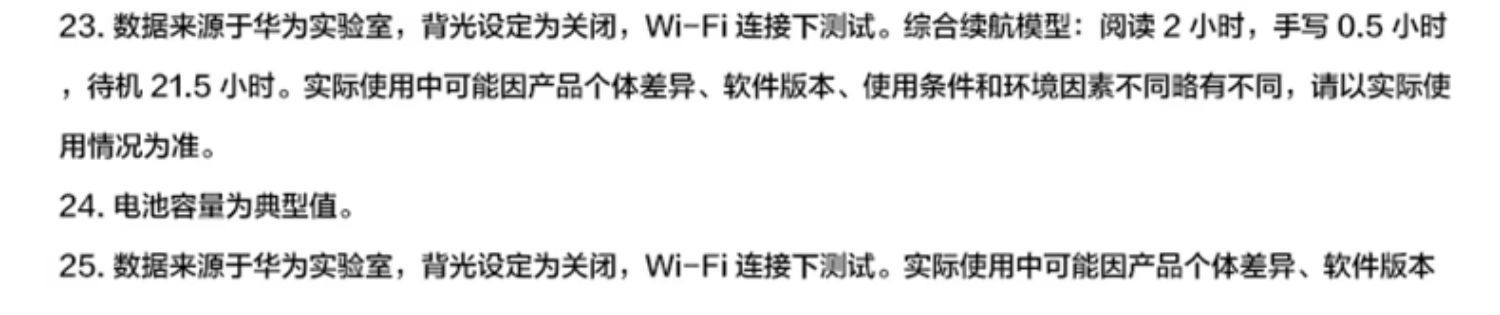 23. 数据来源于华为实验室，背光设定为关闭，Wi-Fi 连接下测试。综合续航模型：阅读 2 小时，手写 0.5 小时
，待机 21.5 小时。实际使用中可能因产品个体差异、软件版本、使用条件和环境因素不同略有不同，请以实际使
用情况为准。
24. 电池容量为典型值。
25. 数据来源于华为实验室，背光设定为关闭，Wi-Fi 连接下测试。实际使用中可能因产品个体差异、软件版本